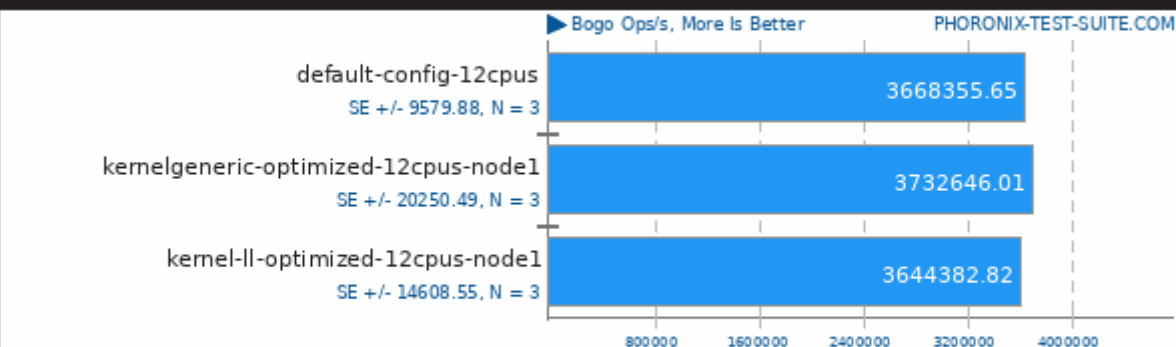 ▶ Bogo Ops/s, More Is Better PHORONIX-TEST-SUITE.COM
default-config-12cpus
SE +/- 9579.88, N = 3
3668355.65
kernelgeneric-optimized-12cpus-node1
SE +/- 20250.49, N = 3
3732646.01
kernel-ll-optimized-12cpus-node1
SE +/- 14608.55, N = 3
3644382.82
800000 1600000 2400000 3200000 4000000